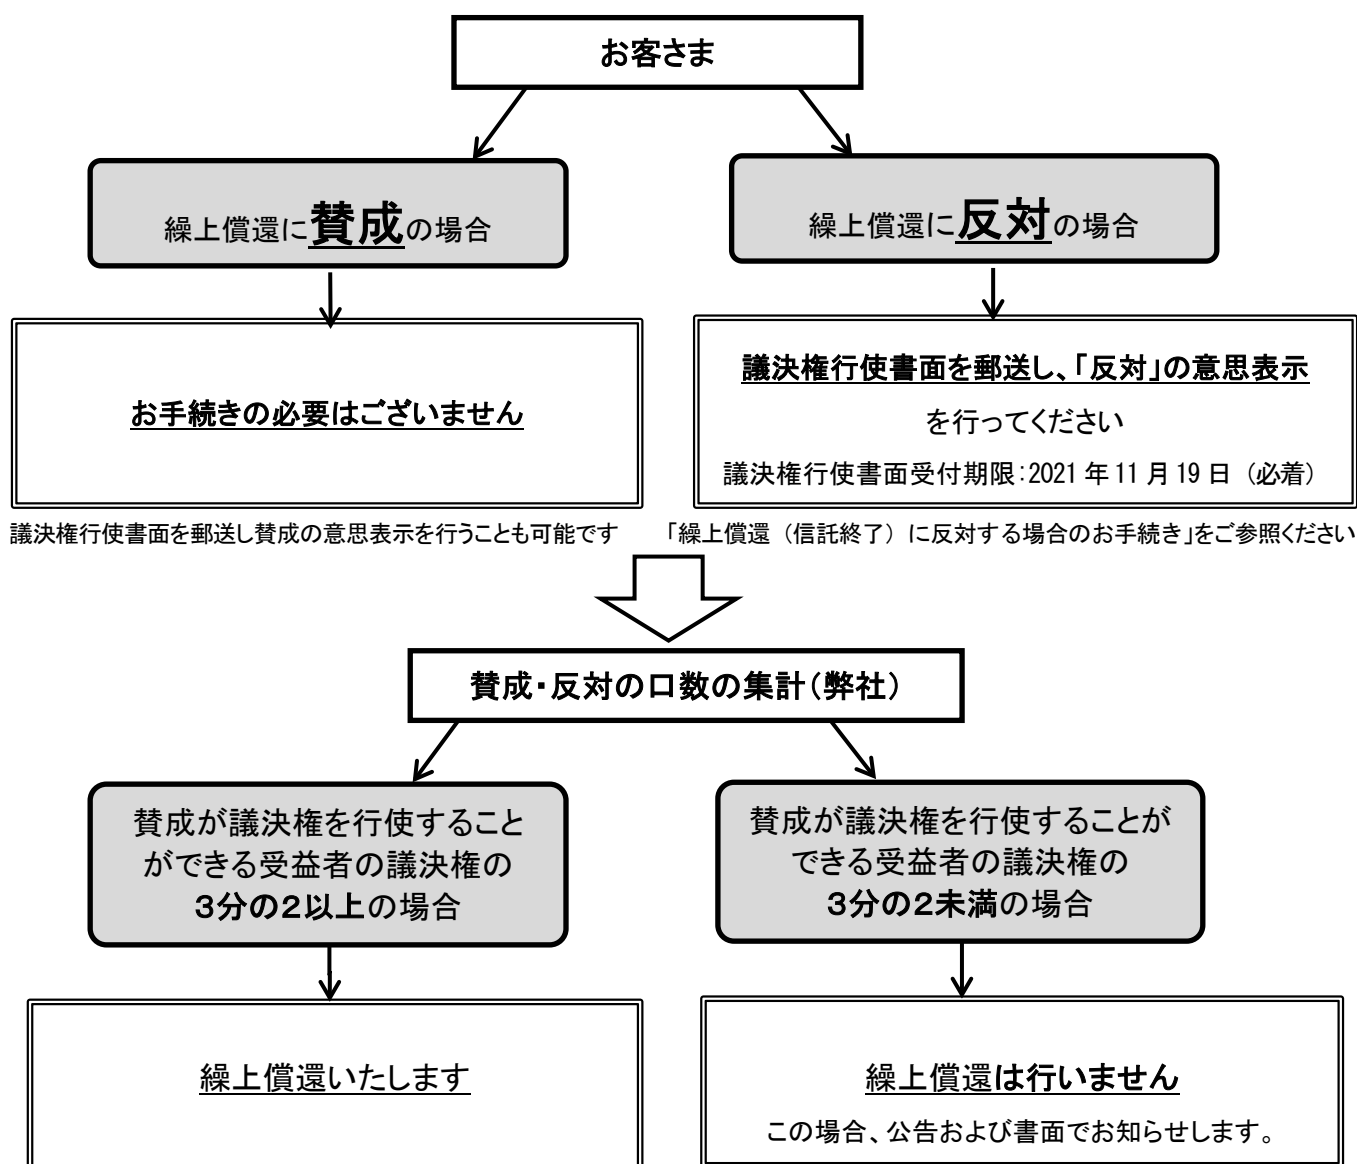 お客さま
繰上償還に賛成の場合
繰上償還に反対の場合
お手続きの必要はございません
議決権行使書面を郵送し、「反対」の意思表示
を行ってください
議決権行使書面受付期限：2021年11月19日（必着）
議決権行使書面を郵送し賛成の意思表示を行うことも可能です
「繰上償還（信託終了）に反対する場合のお手続き」をご参照ください
賛成・反対の口数の集計（弊社）
賛成が議決権を行使すること
ができる受益者の議決権の
３分の２以上の場合
賛成が議決権を行使することが
できる受益者の議決権の
３分の２未満の場合
繰上償還いたします
繰上償還は行いません
この場合、公告および書面でお知らせします。